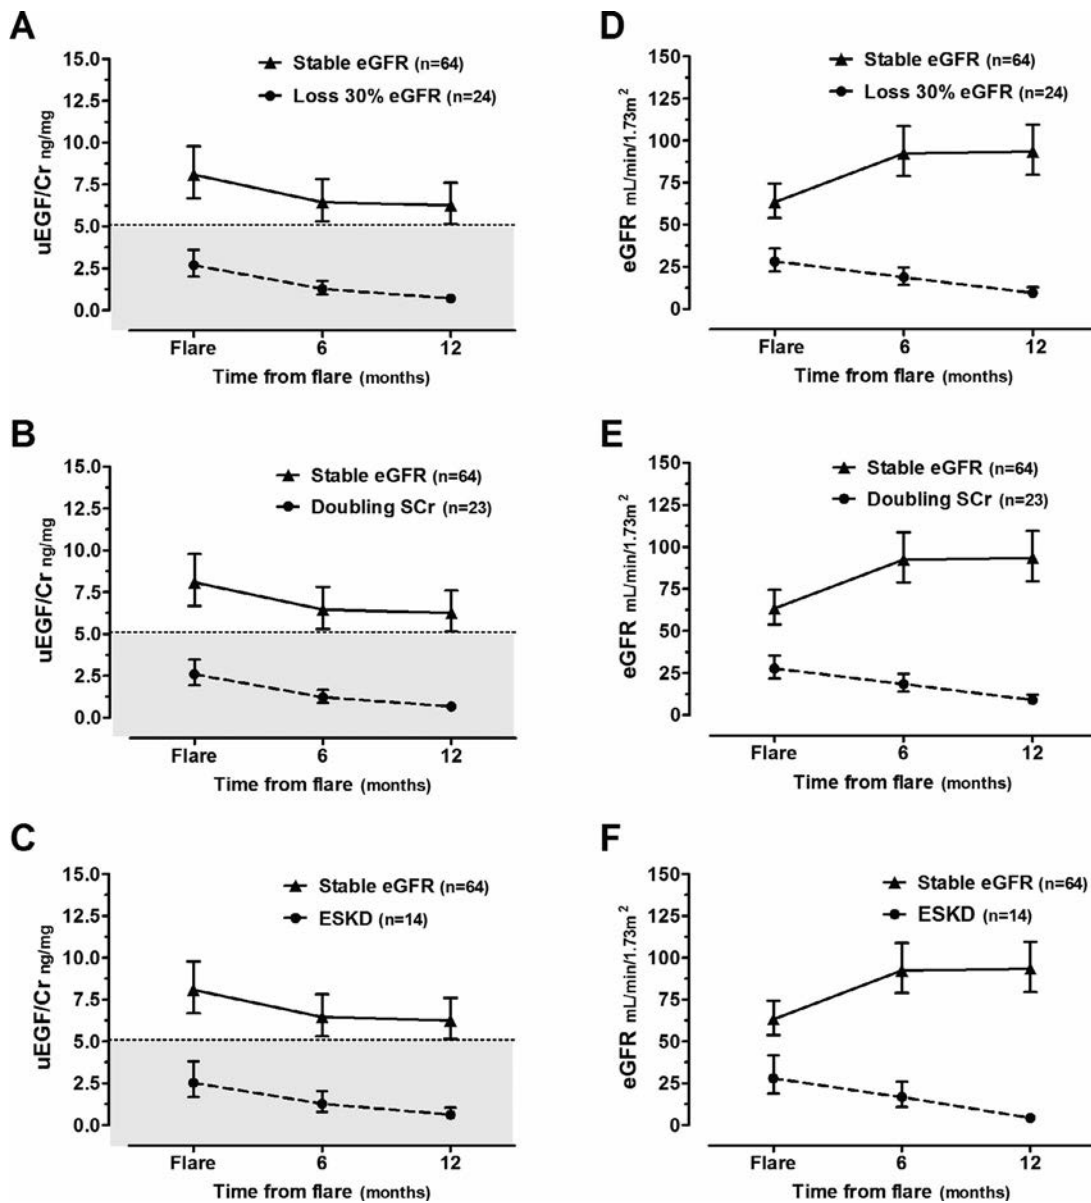 A
uEGF/Cr ng/mg
15.0
12.5
10.0
7.5
5.0
2.5
0.0
Stable eGFR (n=64)
Loss 30% eGFR (n=24)
Flare 6 12
Time from flare (months)
D
eGFR mL/min/1.73m²
150
125
100
75
50
25
0
Stable eGFR (n=64)
Loss 30% eGFR (n=24)
Flare 6 12
Time from flare (months)
B
uEGF/Cr ng/mg
15.0
12.5
10.0
7.5
5.0
2.5
0.0
Stable eGFR (n=64)
Doubling SCr (n=23)
Flare 6 12
Time from flare (months)
E
eGFR mL/min/1.73m²
150
125
100
75
50
25
0
Stable eGFR (n=64)
Doubling SCr (n=23)
Flare 6 12
Time from flare (months)
C
uEGF/Cr ng/mg
15.0
12.5
10.0
7.5
5.0
2.5
0.0
Stable eGFR (n=64)
ESKD (n=14)
Flare 6 12
Time from flare (months)
F
eGFR mL/min/1.73m²
150
125
100
75
50
25
0
Stable eGFR (n=64)
ESKD (n=14)
Flare 6 12
Time from flare (months)